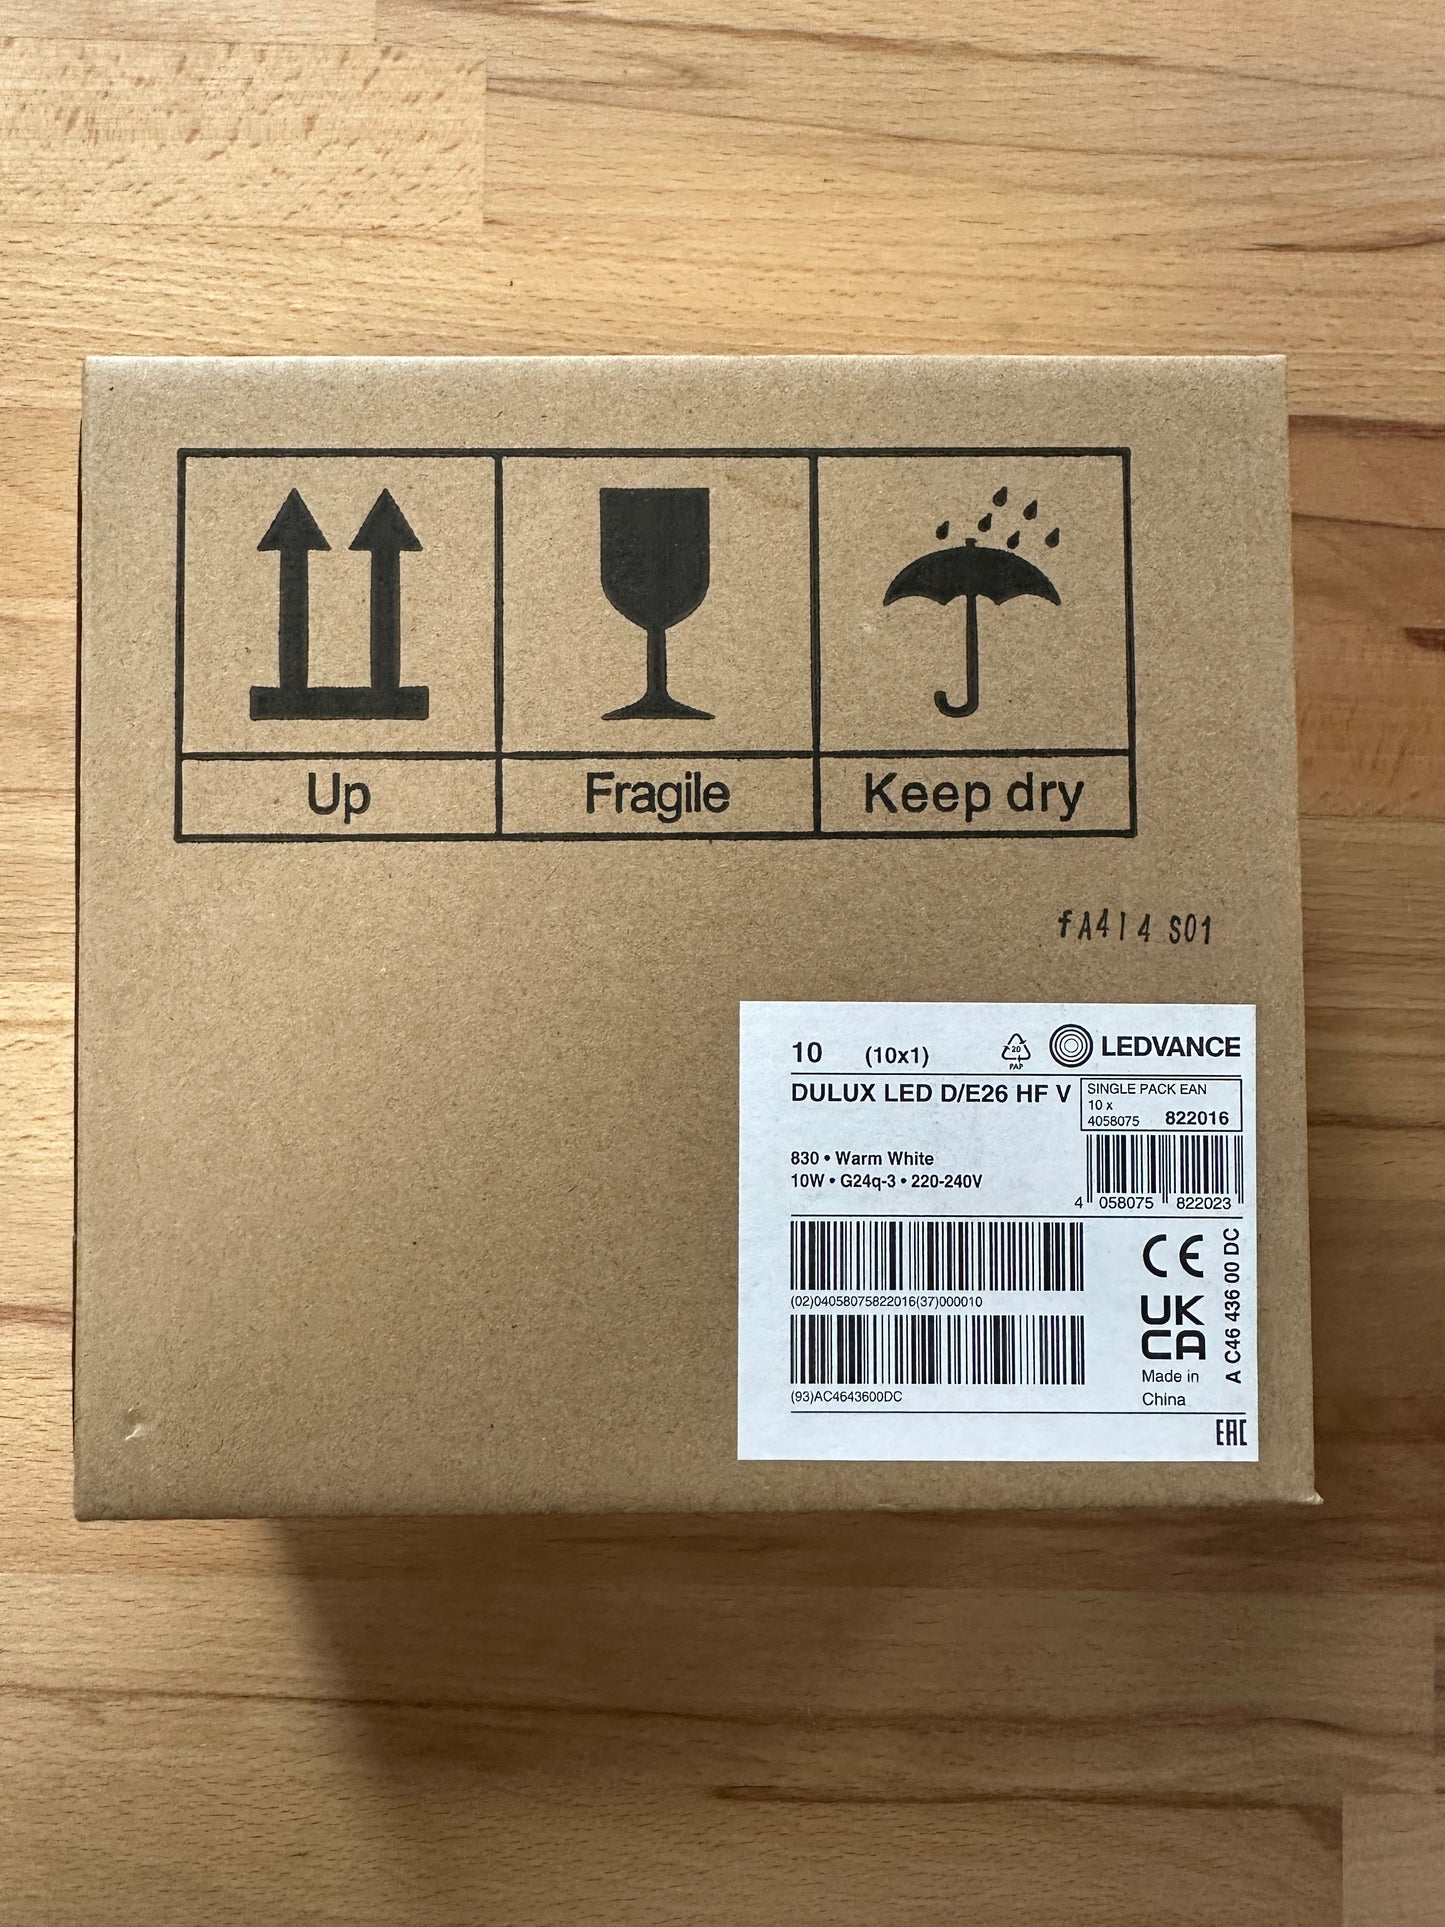 Up
Fragile
Keep dry
fA414 S01
10 (10x1)
20
PAP
LEDVANCE
DULUX LED D/E26 HF V
SINGLE PACK EAN
10 x
4058075 822016
830 • Warm White
10W • G24q-3 • 220-240V
4 058075 822023
(02)04058075822016(37)000010
(93)AC4643600DC
CE
UK
CA
Made in
China
A C46 436 00 DC
EAC